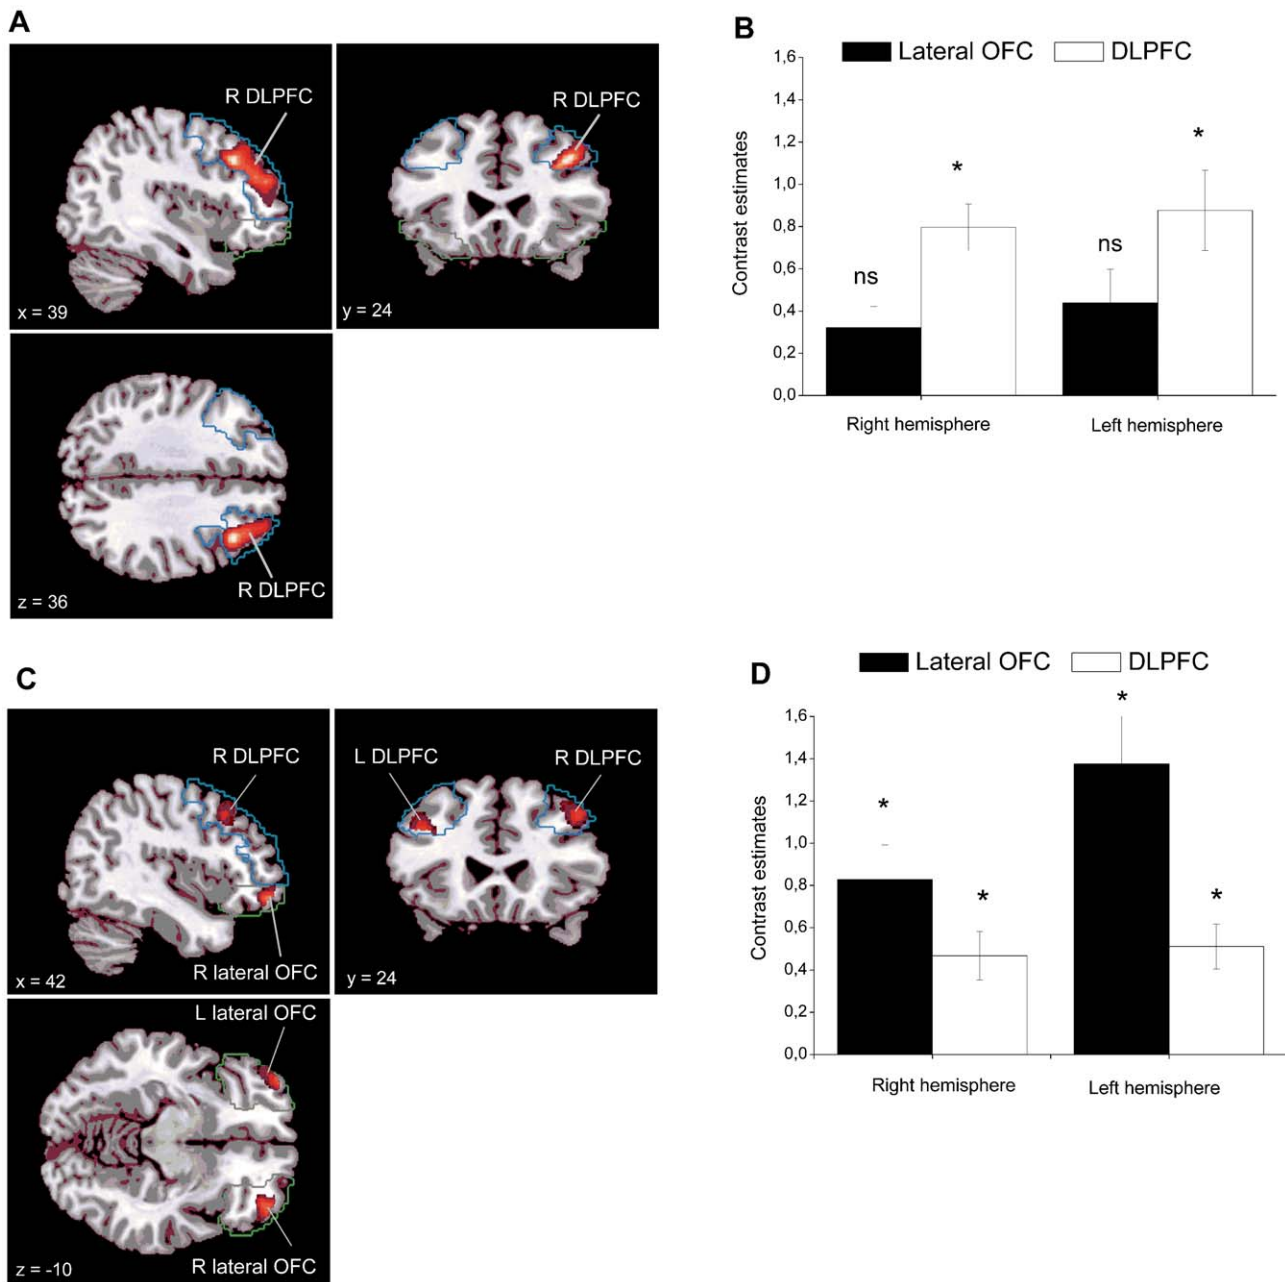 A
R DLPFC
x = 39
R DLPFC
y = 24
R DLPFC
z = 36
B
Lateral OFC DLPFC
Contrast estimates
1,6
1,4
1,2
1,0
0,8
0,6
0,4
0,2
0,0
ns
*
ns
*
Right hemisphere Left hemisphere
C
R DLPFC
R lateral OFC
x = 42
L DLPFC R DLPFC
y = 24
L lateral OFC
R lateral OFC
z = -10
D
Lateral OFC DLPFC
Contrast estimates
1,6
1,4
1,2
1,0
0,8
0,6
0,4
0,2
0,0
*
*
*
*
Right hemisphere Left hemisphere